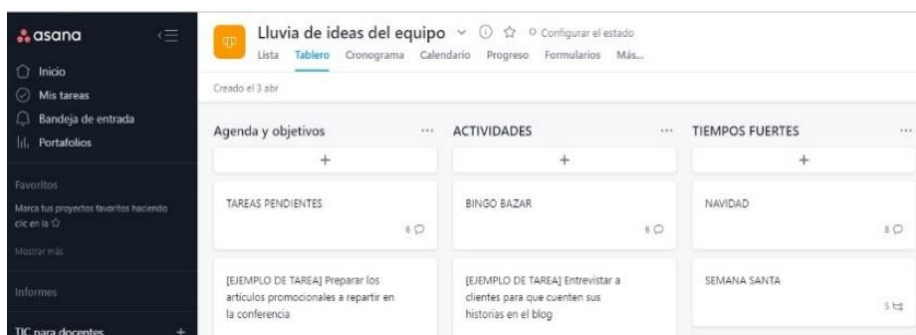 asana
Inicio
Mis tareas
Bandeja de entrada
Portafolios
Favoritos
Marca tus proyectos favoritos haciendo
clic en la
Mostrar más
Informes
TIC para docentes +
Lluvia de ideas del equipo Configurar el estado
Lista Tablero Cronograma Calendario Progreso Formularios Más...
Creado el 3 abr
Agenda y objetivos ...
+
TAREAS PENDIENTES
6
[EJEMPLO DE TAREA] Preparar los
artículos promocionales a repartir en
la conferencia
ACTIVIDADES ...
+
BINGO BAZAR
6
[EJEMPLO DE TAREA] Entrevistar a
clientes para que cuenten sus
historias en el blog
TIEMPOS FUERTES ...
+
NAVIDAD
8
SEMANA SANTA
5